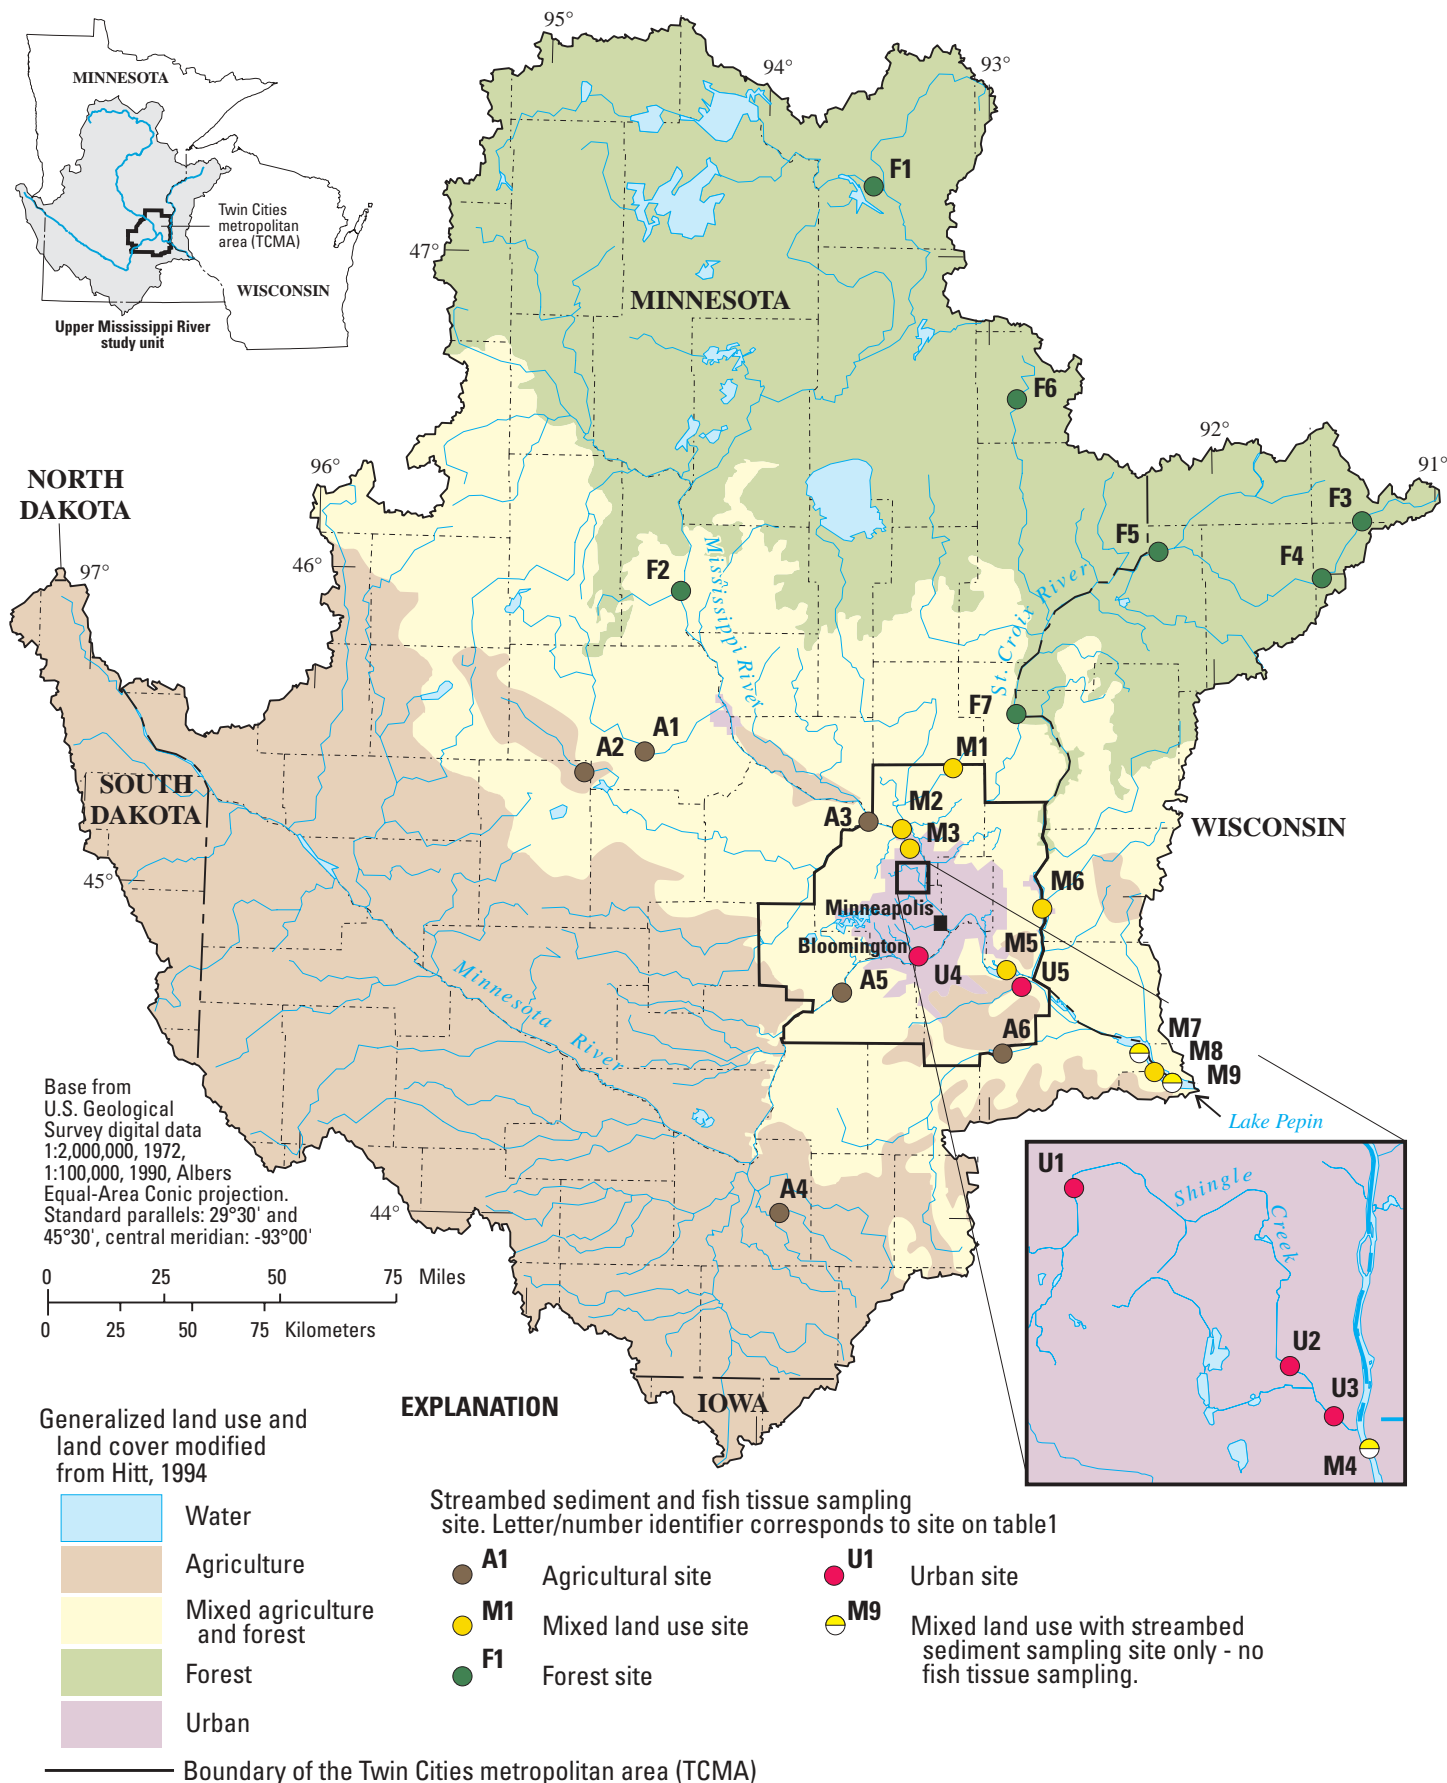 95°
94°
93°
MINNESOTA
Twin Cities
metropolitan
area (TCMA)
WISCONSIN
Upper Mississippi River
study unit
F1
47°
MINNESOTA
F6
92°
91°
96°
NORTH
DAKOTA
F3
F5
F4
46°
97°
F2
Mississippi River
St. Croix River
F7
A1
A2
M1
SOUTH
DAKOTA
M2
A3
M3
WISCONSIN
45°
M6
Minneapolis
Bloomington
M5
U4
U5
A5
Minnesota River
A6
M7
M8
M9
Lake Pepin
Base from
U.S. Geological
Survey digital data
1:2,000,000, 1972,
1:100,000, 1990, Albers
Equal-Area Conic projection.
Standard parallels: 29°30' and
45°30', central meridian: -93°00'
44°
A4
U1
Shingle
Creek
U2
U3
M4
0 25 50 75 Miles
0 25 50 75 Kilometers
IOWA
EXPLANATION
Generalized land use and
land cover modified
from Hitt, 1994
Water
Agriculture
Mixed agriculture
and forest
Forest
Urban
Boundary of the Twin Cities metropolitan area (TCMA)
Streambed sediment and fish tissue sampling
site. Letter/number identifier corresponds to site on table1
A1 Agricultural site
M1 Mixed land use site
F1 Forest site
U1 Urban site
M9 Mixed land use with streambed
sediment sampling site only - no
fish tissue sampling.